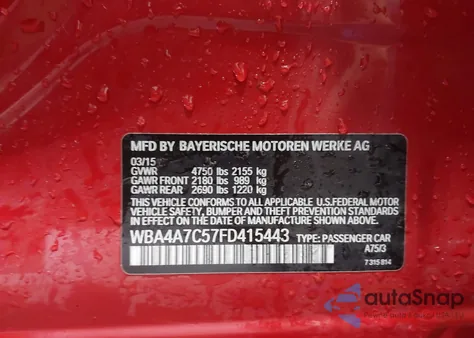 MFD BY BAYERISCHE MOTOREN WERKE AG
03/15
GVWR 4750 lbs 2155 kg
GAWR FRONT 2180 lbs 989 kg
GAWR REAR 2690 lbs 1220 kg
THIS VEHICLE CONFORMS TO ALL APPLICABLE U.S. FEDERAL MOTOR
VEHICLE SAFETY, BUMPER, AND THEFT PREVENTION STANDARDS
IN EFFECT ON THE DATE OF MANUFACTURE SHOWN ABOVE.
WBA4A7C57FD415443 TYPE: PASSENGER CAR
A75/3
7 315 814
autoSnap